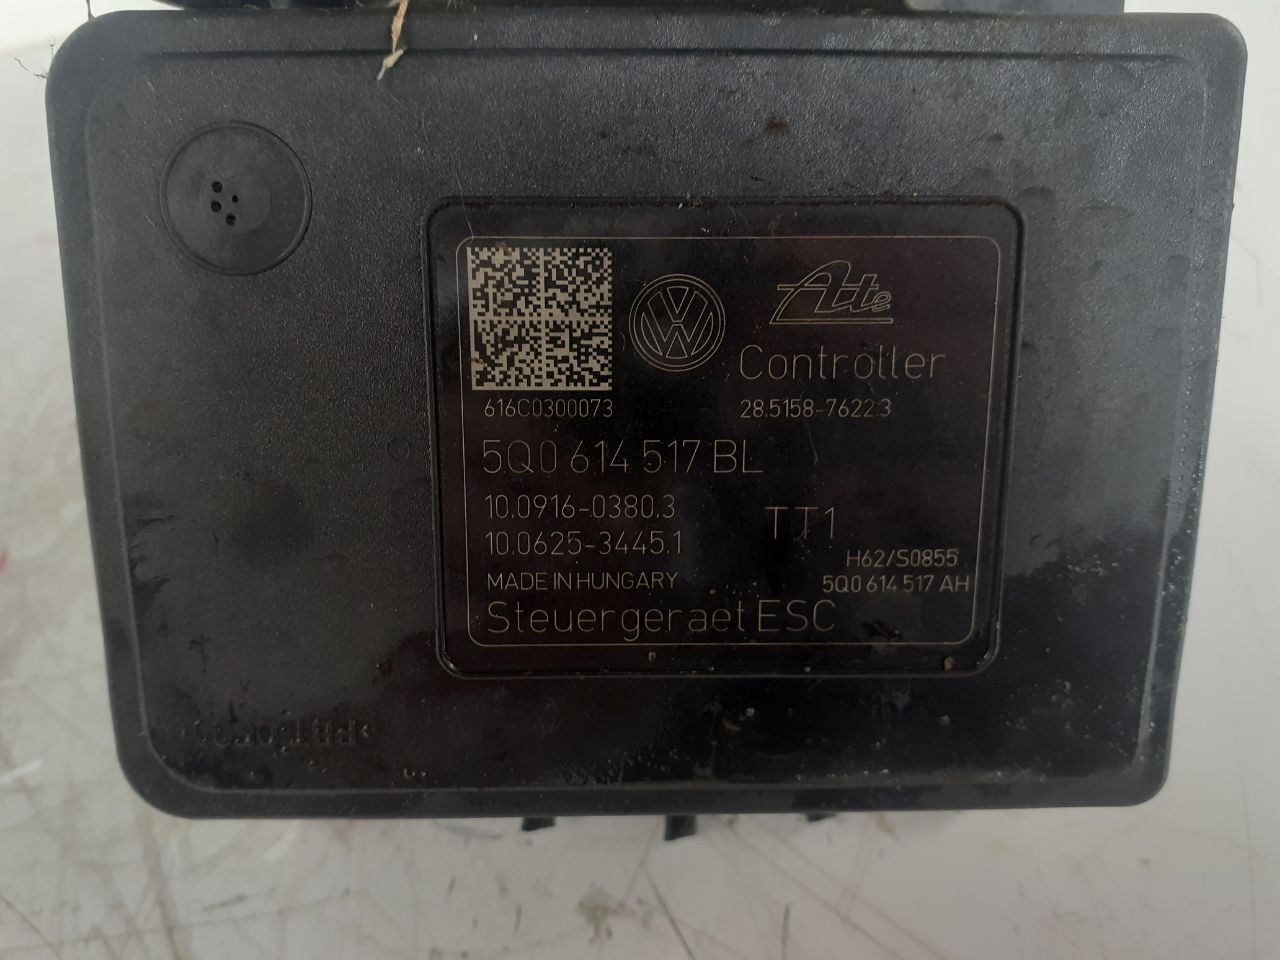 Ate
Controller
616C0300073
28.5158-7622.3
5Q0 614 517 BL
10.0916-0380.3
TT1
10.0625-3445.1
H62/S0855
MADE IN HUNGARY
5Q0 614 517 AH
Steuergeraet ESC